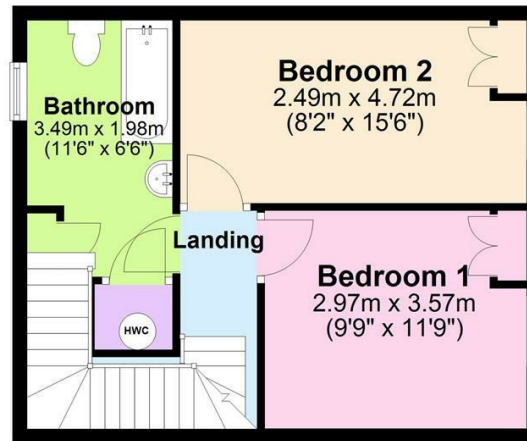 Bathroom
3.49m x 1.98m
(11'6" x 6'6")
Bedroom 2
2.49m x 4.72m
(8'2" x 15'6")
Landing
Bedroom 1
2.97m x 3.57m
(9'9" x 11'9")
HWC